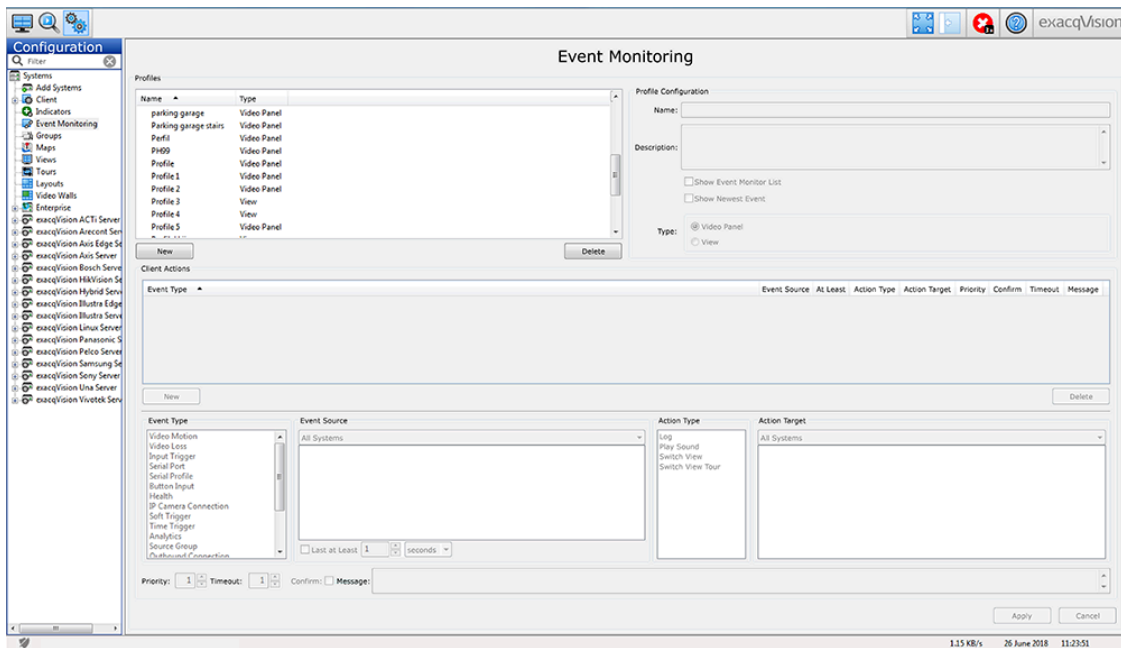 exacqVision
Configuration
Filter
Systems
Add Systems
Client
Indicators
Event Monitoring
Groups
Maps
Views
Tours
Layouts
Video Walls
Enterprise
exacqVision ACTi Server
exacqVision Arecont Serv
exacqVision Axis Edge Se
exacqVision Axis Server
exacqVision Bosch Serve
exacqVision HikVision Se
exacqVision Hybrid Serve
exacqVision Illustra Edge
exacqVision Illustra Serve
exacqVision Linux Server
exacqVision Panasonic S
exacqVision Pelco Server
exacqVision Samsung Se
exacqVision Sony Server
exacqVision Una Server
exacqVision Vivotek Serv
Event Monitoring
Profiles
Name Type
parking garage Video Panel
Parking garage stairs Video Panel
Perfil Video Panel
PH99 Video Panel
Profile Video Panel
Profile 1 Video Panel
Profile 2 Video Panel
Profile 3 View
Profile 4 View
Profile 5 Video Panel
New Delete
Profile Configuration
Name:
Description:
Show Event Monitor List
Show Newest Event
Type: Video Panel
View
Client Actions
Event Type Event Source At Least Action Type Action Target Priority Confirm Timeout Message
New Delete
Event Type
Video Motion
Video Loss
Input Trigger
Serial Port
Serial Profile
Button Input
Health
IP Camera Connection
Soft Trigger
Time Trigger
Analytics
Source Group
Outbound Connection
Event Source
All Systems
Last at Least 1 seconds
Action Type
Log
Play Sound
Switch View
Switch View Tour
Action Target
All Systems
Priority: 1 Timeout: 1 Confirm: Message:
Apply Cancel
1.15 KB/s 26 June 2018 11:23:51